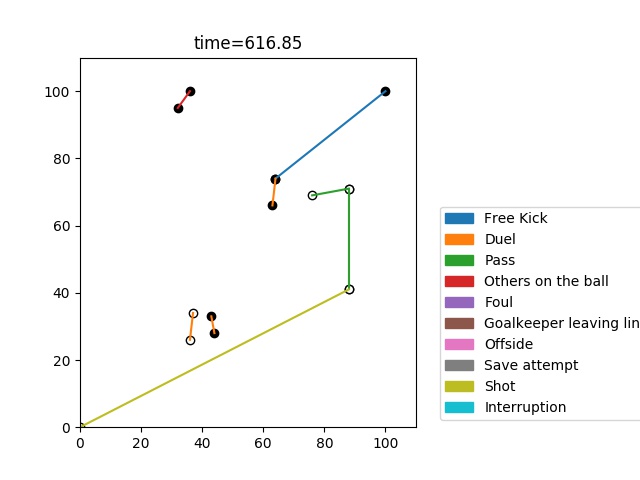 time=616.85
100
80
60
40
20
0
0 20 40 60 80 100
Free Kick
Duel
Pass
Others on the ball
Foul
Goalkeeper leaving lin
Offside
Save attempt
Shot
Interruption